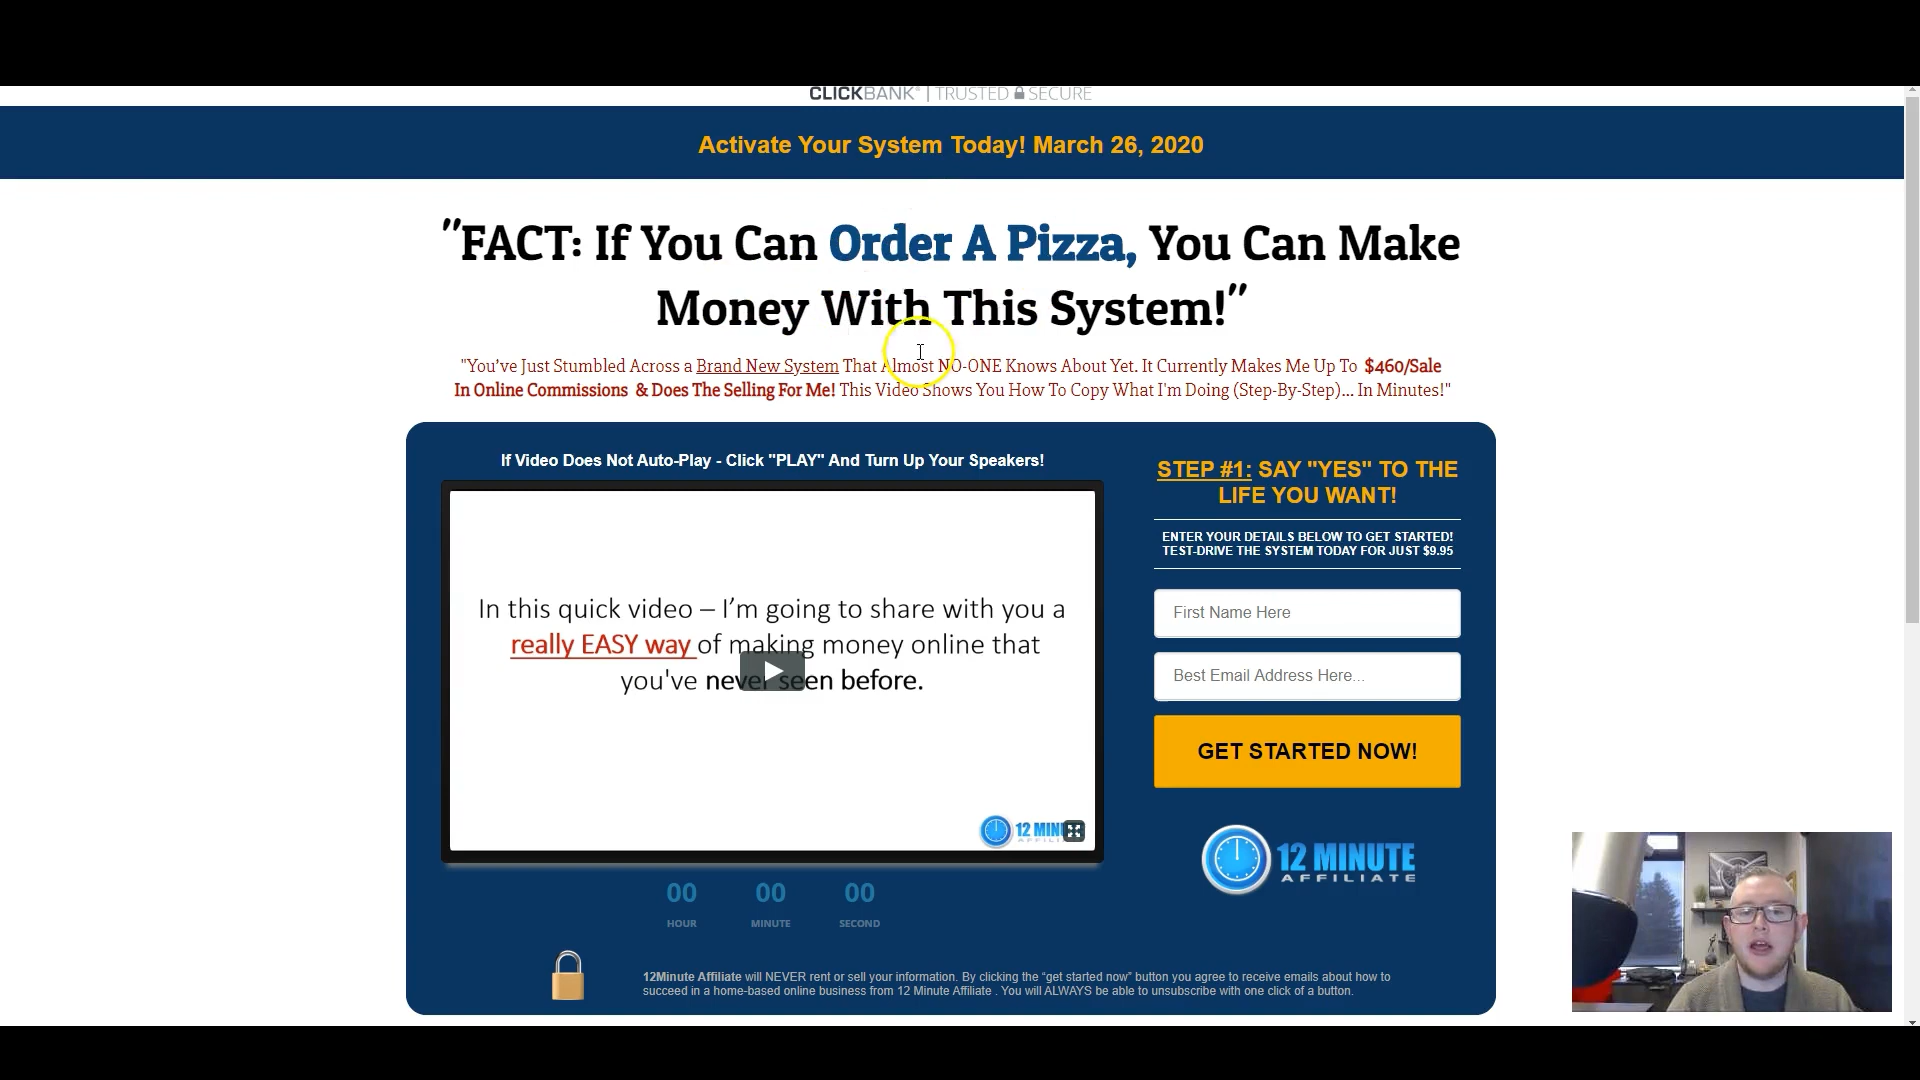 CLICKBANK® | TRUSTED SECURE
Activate Your System Today! March 26, 2020
"FACT: If You Can Order A Pizza, You Can Make
Money With This System!"
"You've Just Stumbled Across a Brand New System That Almost NO-ONE Knows About Yet. It Currently Makes Me Up To $460/Sale
In Online Commissions & Does The Selling For Me! This Video Shows You How To Copy What I'm Doing (Step-By-Step)... In Minutes!"
If Video Does Not Auto-Play - Click "PLAY" And Turn Up Your Speakers!
In this quick video – I'm going to share with you a
really EASY way of making money online that
you've never seen before.
12 MIN
00 00 00
HOUR MINUTE SECOND
STEP #1: SAY "YES" TO THE
LIFE YOU WANT!
ENTER YOUR DETAILS BELOW TO GET STARTED!
TEST-DRIVE THE SYSTEM TODAY FOR JUST $9.95
First Name Here
Best Email Address Here...
GET STARTED NOW!
12 MINUTE
AFFILIATE
12Minute Affiliate will NEVER rent or sell your information. By clicking the “get started now” button you agree to receive emails about how to
succeed in a home-based online business from 12 Minute Affiliate . You will ALWAYS be able to unsubscribe with one click of a button.